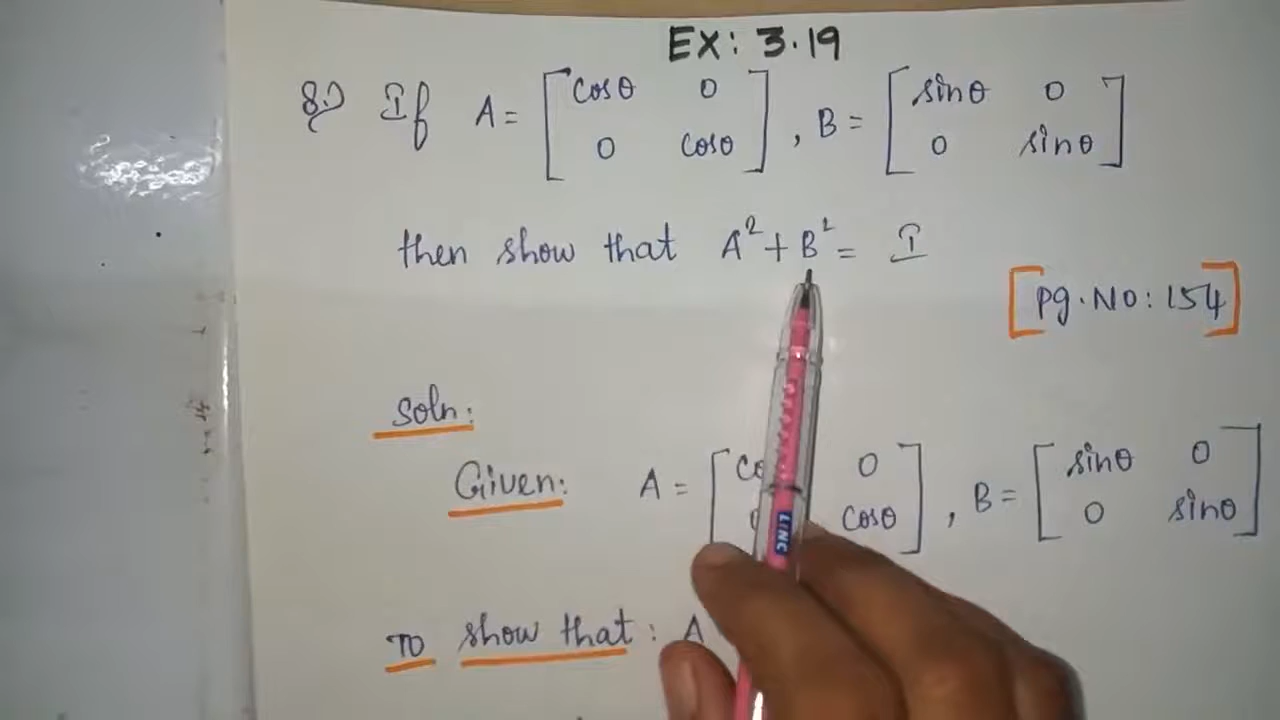 EX: 3.19
8.) If A = [cosθ 0
0 cosθ] , B = [sinθ 0
0 sinθ]
then show that A² + B² = I
[Pg. NO: 154]
Soln:
Given: A = [ 0
cosθ] , B = [sinθ 0
0 sinθ]
TO show that: A
LINC